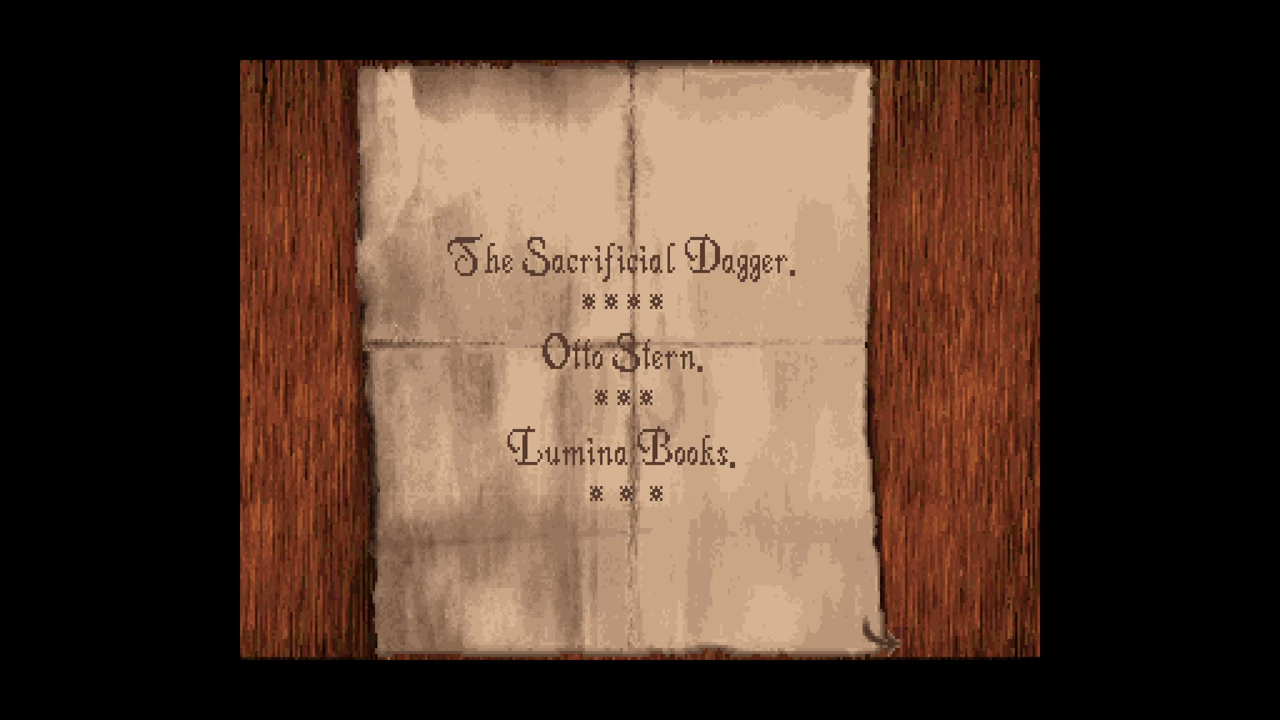 The Sacrificial Dagger.
****
Otto Stern.
***
Lumina Books.
* * *